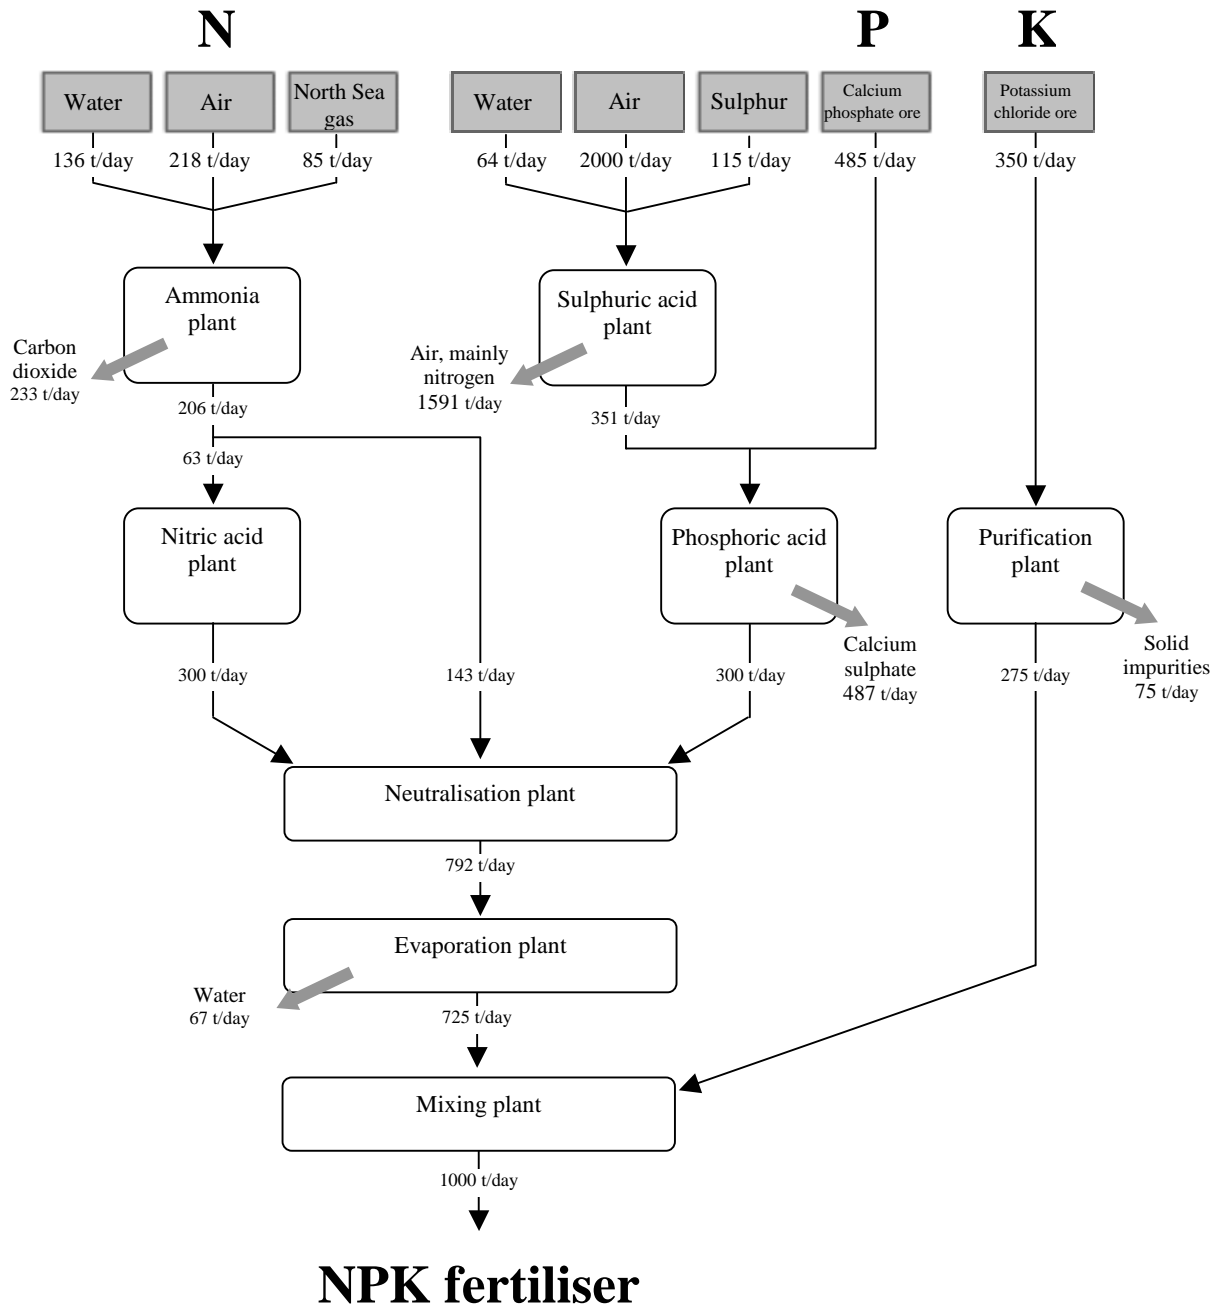 N
P
K
Water
Air
North Sea
gas
Water
Air
Sulphur
Calcium
phosphate ore
Potassium
chloride ore
136 t/day
218 t/day
85 t/day
64 t/day
2000 t/day
115 t/day
485 t/day
350 t/day
Ammonia
plant
Sulphuric acid
plant
Carbon
dioxide
233 t/day
Air, mainly
nitrogen
1591 t/day
206 t/day
351 t/day
63 t/day
Nitric acid
plant
Phosphoric acid
plant
Purification
plant
Calcium
sulphate
487 t/day
Solid
impurities
75 t/day
300 t/day
143 t/day
300 t/day
275 t/day
Neutralisation plant
792 t/day
Evaporation plant
Water
67 t/day
725 t/day
Mixing plant
1000 t/day
NPK fertiliser